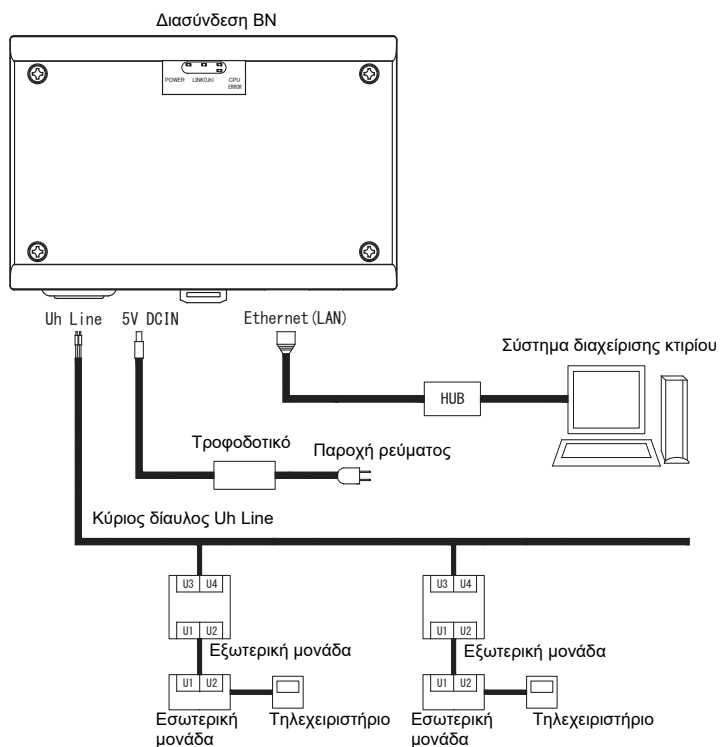 Διασύνδεση BN
POWER LINK(Uh) CPU
ERROR
Uh Line 5V DCIN Ethernet(LAN)
Σύστημα διαχείρισης κτιρίου
HUB
Τροφοδοτικό Παροχή ρεύματος
Κύριος δίαυλος Uh Line
U3 U4 U3 U4
U1 U2 U1 U2
Εξωτερική μονάδα Εξωτερική μονάδα
U1 U2 U1 U2
Εσωτερική Τηλεχειριστήριο Εσωτερική Τηλεχειριστήριο
μονάδα μονάδα